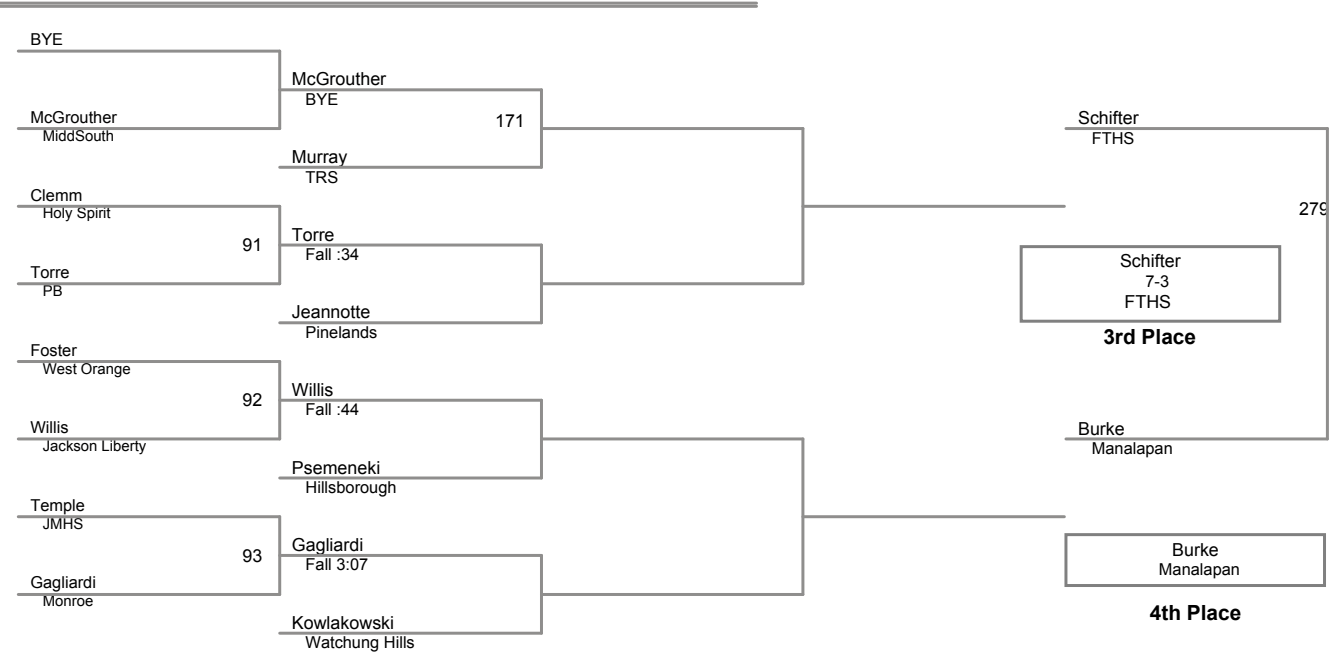 BYE
McGrouther
MiddSouth
Clemm
Holy Spirit
91
Torre
PB
Foster
West Orange
92
Willis
Jackson Liberty
Temple
JMHS
93
Gagliardi
Monroe
McGrouther
BYE
171
Murray
TRS
Torre
Fall :34
Jeannotte
Pinelands
Willis
Fall :44
Psemeneki
Hillsborough
Gagliardi
Fall 3:07
Kowlakowski
Watchung Hills
Schifter
FTHS
279
Schifter
7-3
FTHS
3rd Place
Burke
Manalapan
Burke
Manalapan
4th Place